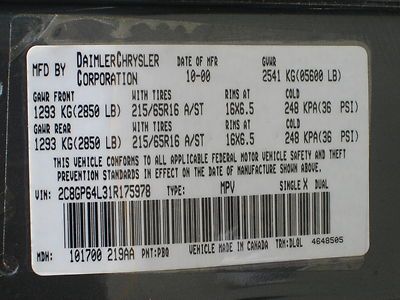 MFD BY DAIMLERCHRYSLER CORPORATION DATE OF MFR 10-00 GVWR 2541 KG(05600 LB)
GAWR FRONT WITH TIRES RIMS AT COLD
1293 KG(2850 LB) 215/65R16 A/ST 16X6.5 248 KPA(36 PSI)
GAWR REAR WITH TIRES RIMS AT COLD
1293 KG(2850 LB) 215/65R16 A/ST 16X6.5 248 KPA(36 PSI)
THIS VEHICLE CONFORMS TO ALL APPLICABLE FEDERAL MOTOR VEHICLE SAFETY AND THEFT
PREVENTION STANDARDS IN EFFECT ON THE DATE OF MANUFACTURE SHOWN ABOVE.
VIN: 2C8GP64L31R175978 TYPE: MPV SINGLE X DUAL
MDH: 101700 219AA PNT:PBQ VEHICLE MADE IN CANADA TRM:DLGL 4648505